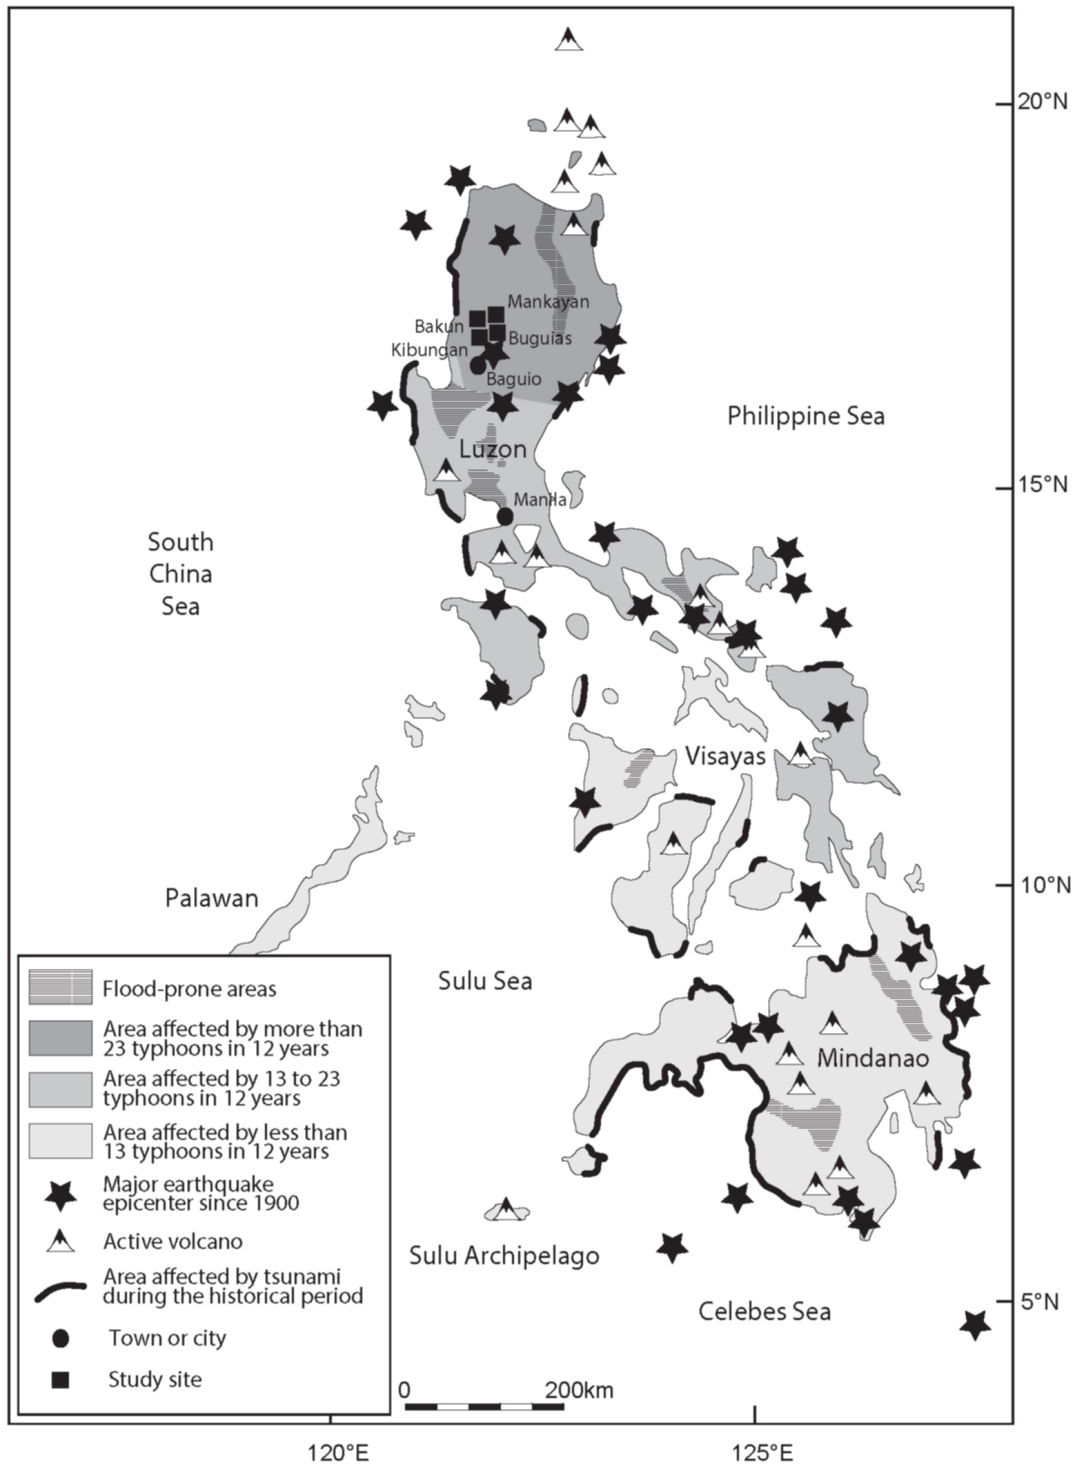 20°N
Mankayan
Bakun
Buguias
Kibungan
Baguio
Philippine Sea
Luzon
15°N
Manila
South
China
Sea
Visayas
10°N
Palawan
Sulu Sea
Flood-prone areas
Area affected by more than
23 typhoons in 12 years
Mindanao
Area affected by 13 to 23
typhoons in 12 years
Area affected by less than
13 typhoons in 12 years
Major earthquake
epicenter since 1900
Active volcano
Sulu Archipelago
Area affected by tsunami
during the historical period
Celebes Sea
5°N
Town or city
Study site
0 200km
120°E 125°E